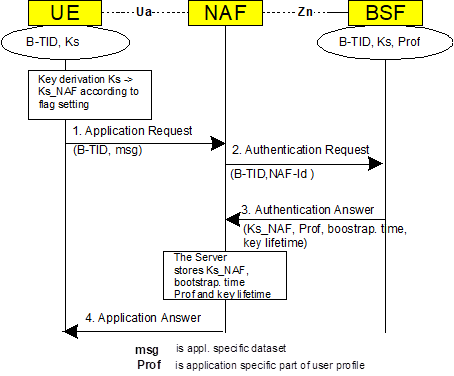 UE Ua NAF Zn BSF
B-TID, Ks
B-TID, Ks, Prof
Key derivation Ks ->
Ks_NAF according to
flag setting
1. Application Request
(B-TID, msg)
2. Authentication Request
(B-TID,NAF-Id )
3. Authentication Answer
(Ks_NAF, Prof, boostrap. time,
key lifetime)
The Server
stores Ks_NAF,
bootstrap. time
Prof and key lifetime
4. Application Answer
msg is appl. specific dataset
Prof is application specific part of user profile